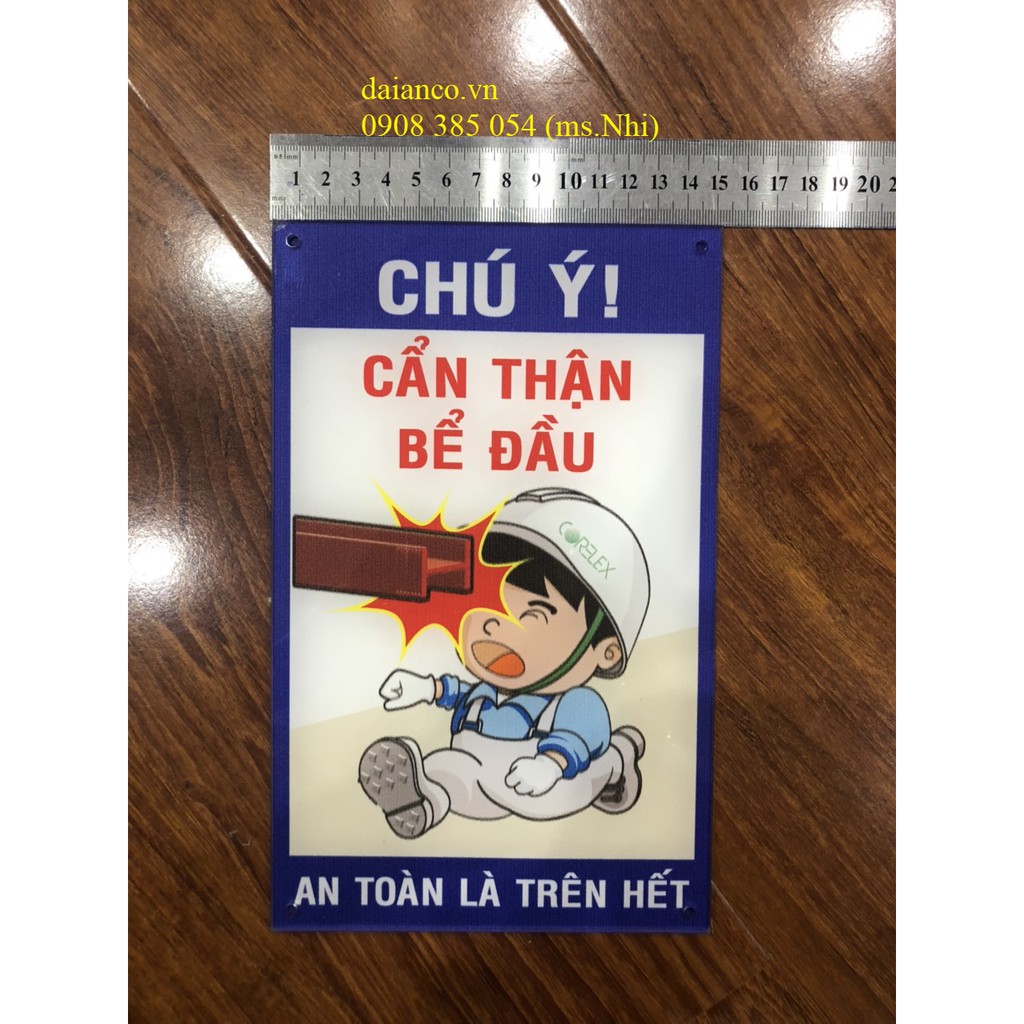 daianco.vn
0908 385 054 (ms.Nhi)
1 2 3 4 5 6 7 8 9 10 11 12 13 14 15 16 17 18 19 20
CHÚ Ý!
CẨN THẬN
BỂ ĐẦU
CORELEX
AN TOÀN LÀ TRÊN HẾT